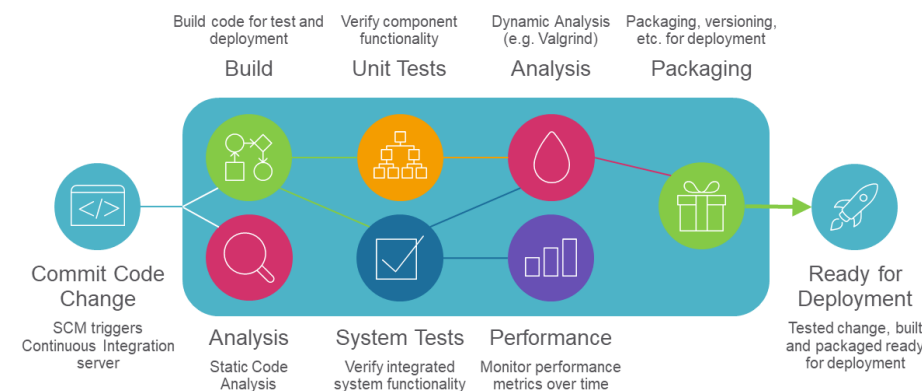 Build code for test and
deployment
Build
Verify component
functionality
Unit Tests
Dynamic Analysis
(e.g. Valgrind)
Analysis
Packaging, versioning,
etc. for deployment
Packaging
</>
Commit Code
Change
SCM triggers
Continuous Integration
server
Analysis
Static Code
Analysis
System Tests
Verify integrated
system functionality
Performance
Monitor performance
metrics over time
Ready for
Deployment
Tested change, built
and packaged ready
for deployment